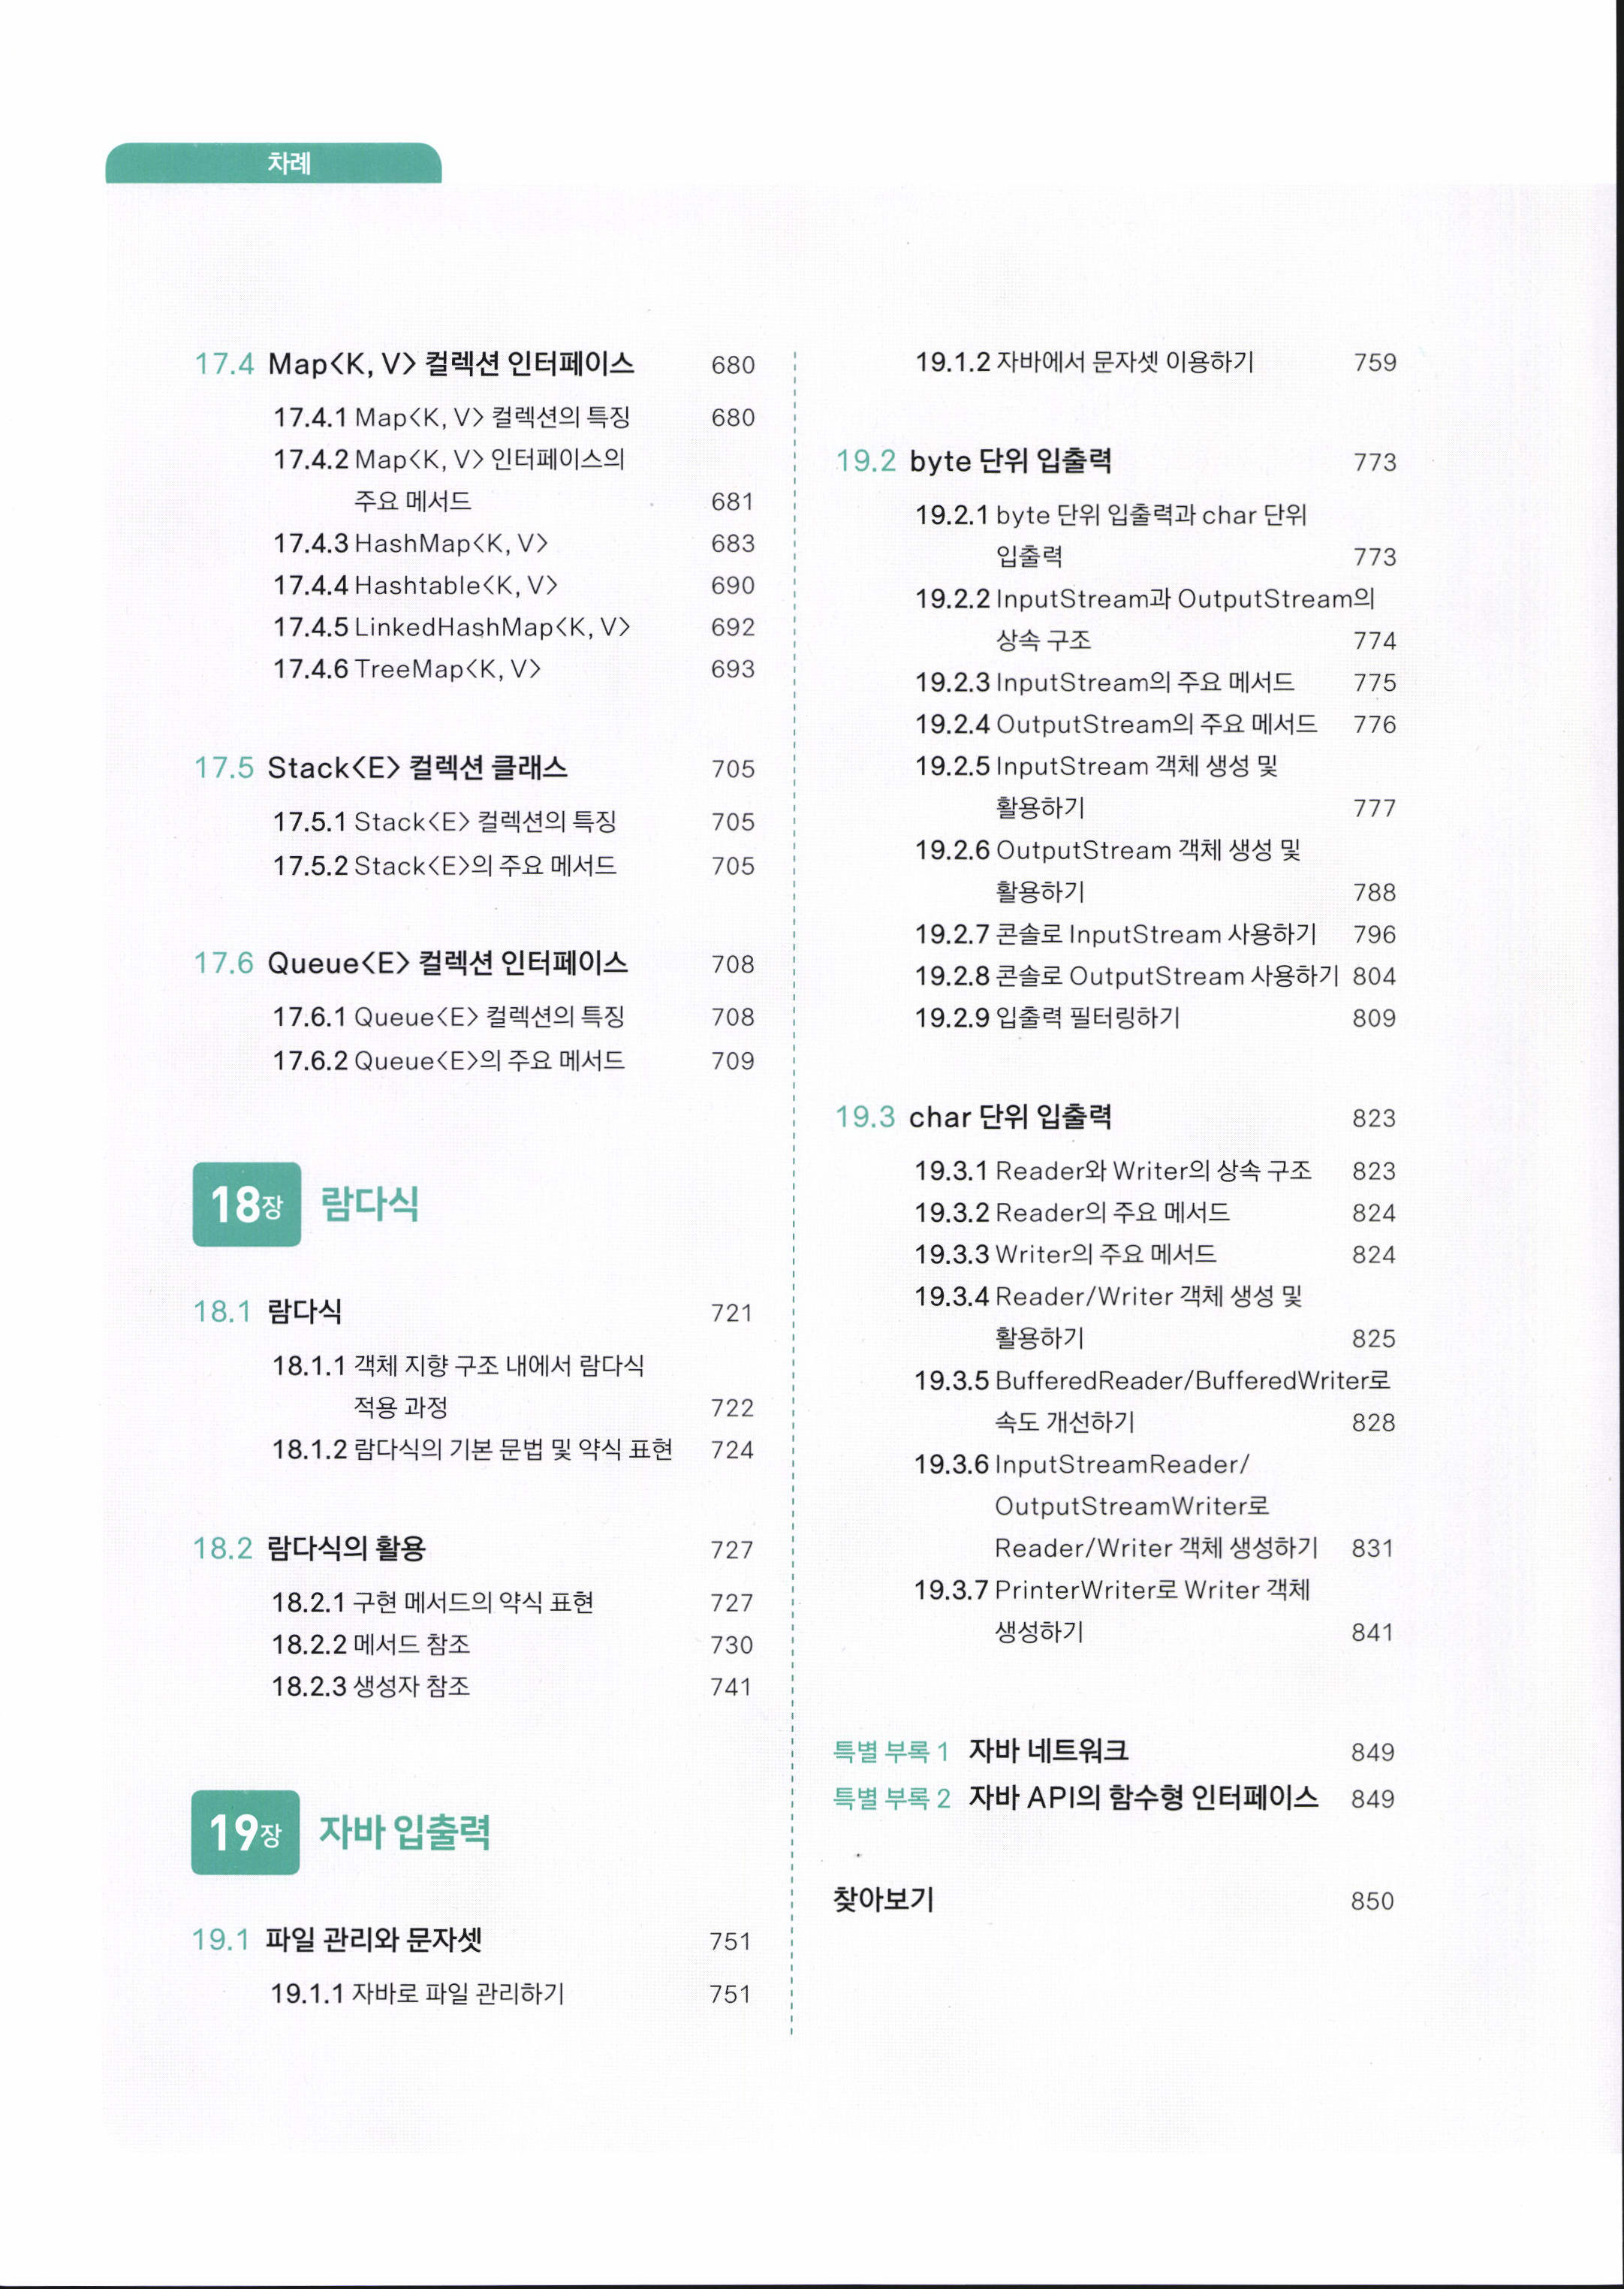 차례
17.4 Map<K, V> 컬렉션 인터페이스 680
17.4.1 Map<K, V> 컬렉션의 특징 680
17.4.2 Map<K, V> 인터페이스의
주요 메서드 681
17.4.3 HashMap<K, V> 683
17.4.4 Hashtable<K, V> 690
17.4.5 LinkedHashMap<K, V> 692
17.4.6 TreeMap<K, V> 693
17.5 Stack<E> 컬렉션 클래스 705
17.5.1 Stack<E> 컬렉션의 특징 705
17.5.2 Stack<E>의 주요 메서드 705
17.6 Queue<E> 컬렉션 인터페이스 708
17.6.1 Queue<E> 컬렉션의 특징 708
17.6.2 Queue<E>의 주요 메서드 709
18장 람다식
18.1 람다식 721
18.1.1 객체 지향 구조 내에서 람다식
적용 과정 722
18.1.2 람다식의 기본 문법 및 약식 표현 724
18.2 람다식의 활용 727
18.2.1 구현 메서드의 약식 표현 727
18.2.2 메서드 참조 730
18.2.3 생성자 참조 741
19장 자바 입출력
19.1 파일 관리와 문자셋 751
19.1.1 자바로 파일 관리하기 751
19.1.2 자바에서 문자셋 이용하기 759
19.2 byte 단위 입출력 773
19.2.1 byte 단위 입출력과 char 단위
입출력 773
19.2.2 InputStream과 OutputStream의
상속 구조 774
19.2.3 InputStream의 주요 메서드 775
19.2.4 OutputStream의 주요 메서드 776
19.2.5 InputStream 객체 생성 및
활용하기 777
19.2.6 OutputStream 객체 생성 및
활용하기 788
19.2.7 콘솔로 InputStream 사용하기 796
19.2.8 콘솔로 OutputStream 사용하기 804
19.2.9 입출력 필터링하기 809
19.3 char 단위 입출력 823
19.3.1 Reader와 Writer의 상속 구조 823
19.3.2 Reader의 주요 메서드 824
19.3.3 Writer의 주요 메서드 824
19.3.4 Reader/Writer 객체 생성 및
활용하기 825
19.3.5 BufferedReader/BufferedWriter로
속도 개선하기 828
19.3.6 InputStreamReader/
OutputStreamWriter로
Reader/Writer 객체 생성하기 831
19.3.7 PrinterWriter로 Writer 객체
생성하기 841
특별 부록 1 자바 네트워크 849
특별 부록 2 자바 API의 함수형 인터페이스 849
찾아보기 850